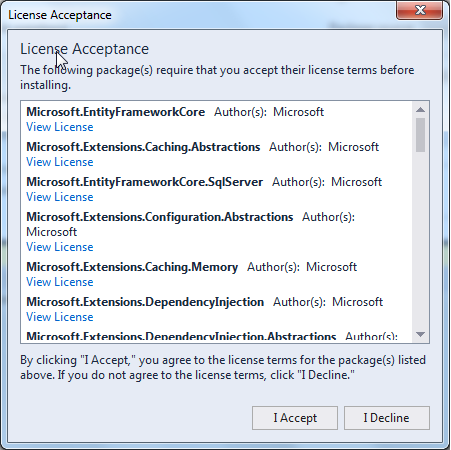 License Acceptance
License Acceptance
The following package(s) require that you accept their license terms before
installing.
Microsoft.EntityFrameworkCore Author(s): Microsoft
View License
Microsoft.Extensions.Caching.Abstractions Author(s): Microsoft
View License
Microsoft.EntityFrameworkCore.SqlServer Author(s): Microsoft
View License
Microsoft.Extensions.Configuration.Abstractions Author(s):
Microsoft
View License
Microsoft.Extensions.Caching.Memory Author(s): Microsoft
View License
Microsoft.Extensions.DependencyInjection Author(s): Microsoft
View License
Microsoft.Extensions.DependencyInjection.Abstractions Author(s):
By clicking "I Accept," you agree to the license terms for the package(s) listed
above. If you do not agree to the license terms, click "I Decline."
I Accept
I Decline